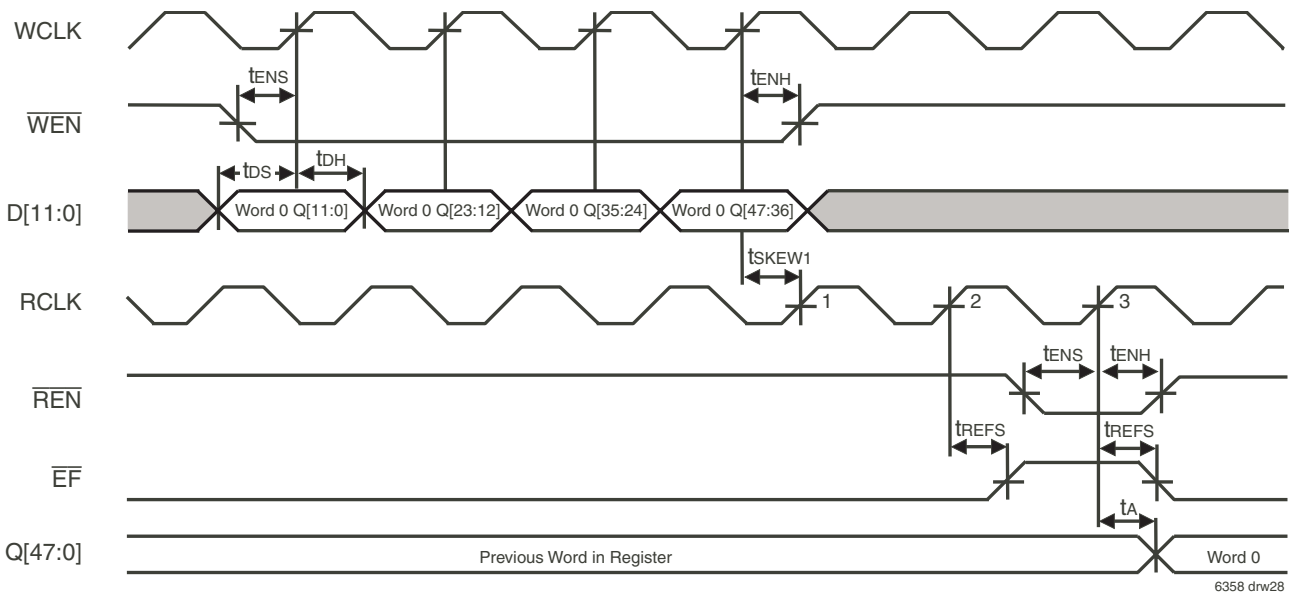 WCLK
tENS
tENH
WEN
tDS
tDH
D[11:0]
Word 0 Q[11:0]
Word 0 Q[23:12]
Word 0 Q[35:24]
Word 0 Q[47:36]
tSKEW1
RCLK
1
2
3
tENS
tENH
REN
tREFS
tREFS
EF
tA
Q[47:0]
Previous Word in Register
Word 0
6358 drw28